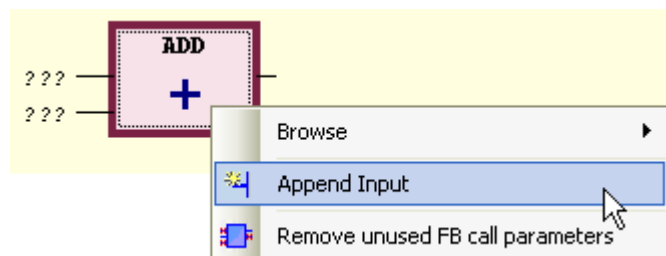 ADD
???
+
???
Browse
Append Input
Remove unused FB call parameters